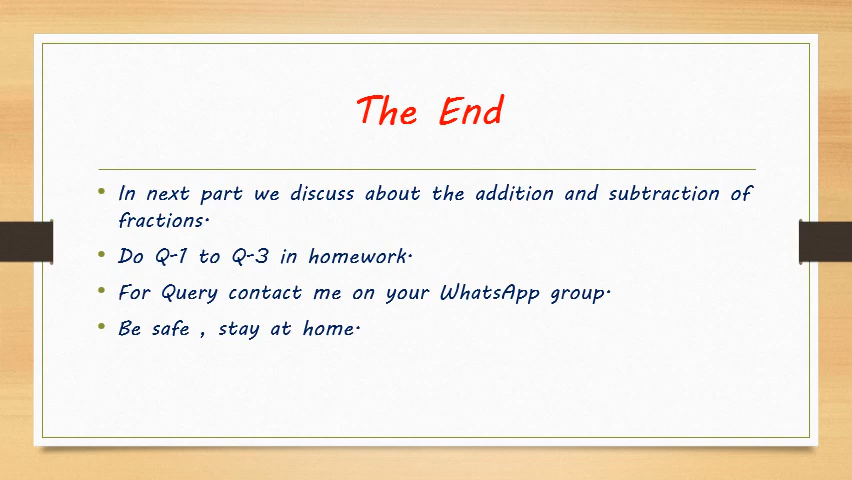 The End
• In next part we discuss about the addition and subtraction of
fractions.
• Do Q-1 to Q-3 in homework.
• For Query contact me on your WhatsApp group.
• Be safe , stay at home.